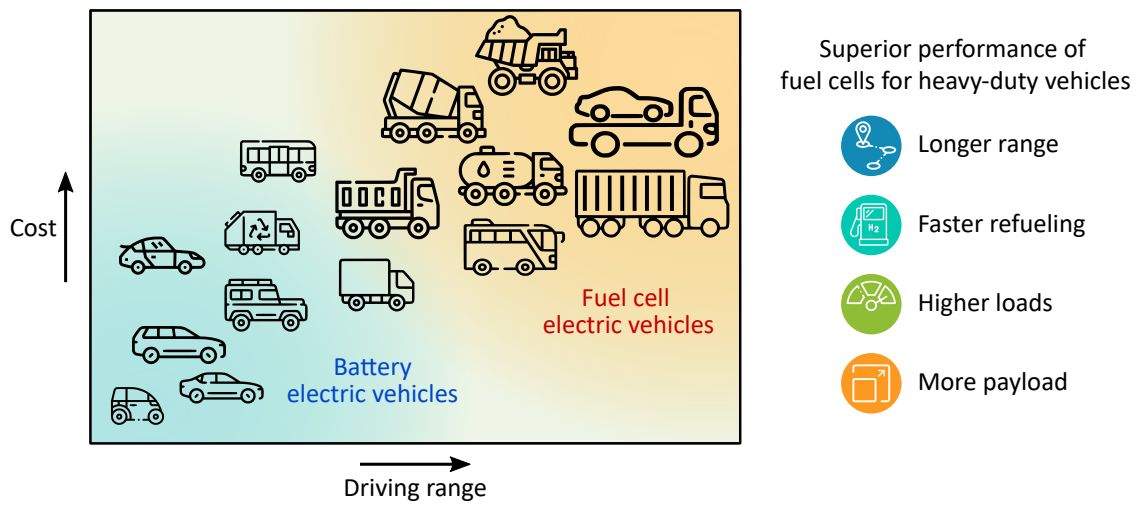 Cost
Driving range
Battery
electric vehicles
Fuel cell
electric vehicles
Superior performance of
fuel cells for heavy-duty vehicles
Longer range
H2
Faster refueling
Higher loads
More payload